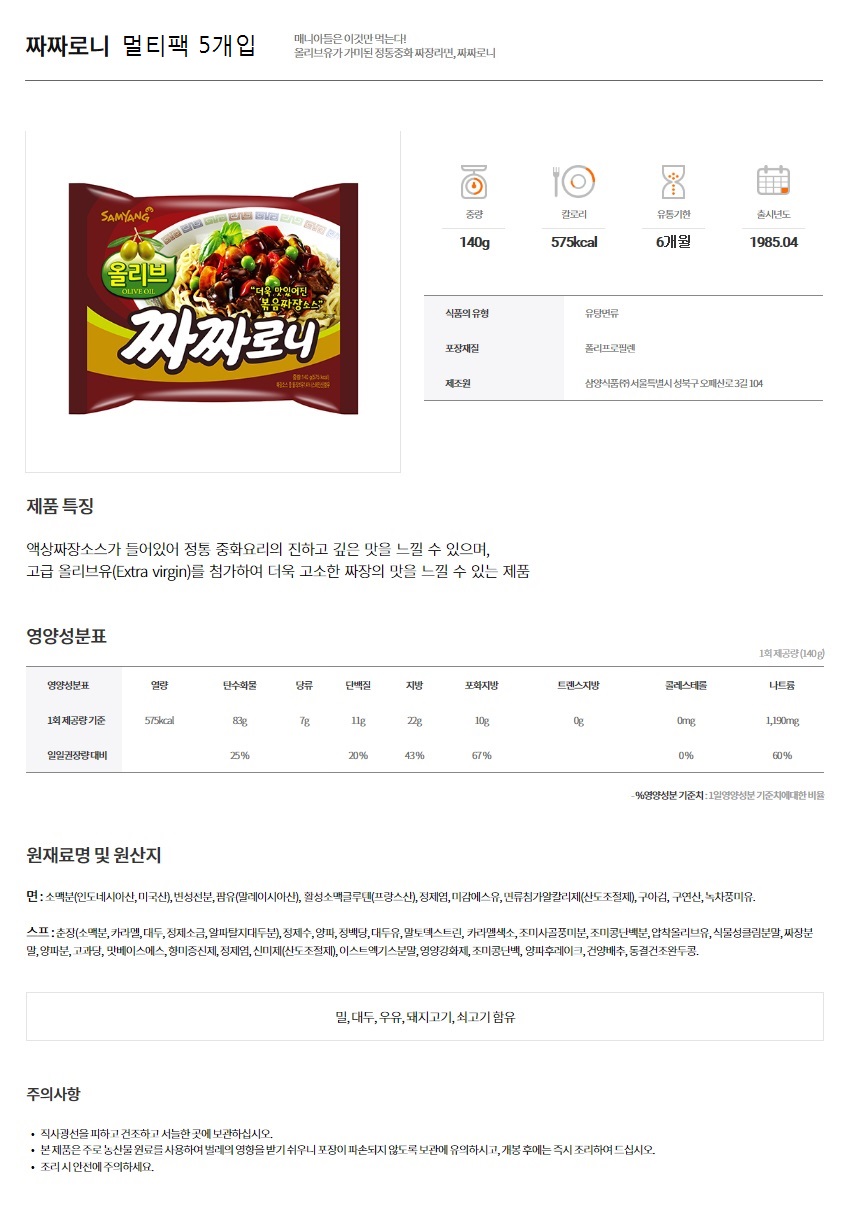 짜짜로니 멀티팩 5개입
매니아들은 이것만 먹는다!
올리브유가 가미된 정통중화 짜장라면, 짜짜로니
SAMYANG
올리브
OLIVE OIL
"더욱 맛있어진
볶음짜장소스"
짜짜로니
중량
칼로리
유통기한
출시년도
140g
575kcal
6개월
1985.04
식품의 유형 유탕면류
포장재질 폴리프로필렌
제조원 삼양식품㈜ 서울특별시 성북구 오패산로 3길 104
제품 특징
액상짜장소스가 들어있어 정통 중화요리의 진하고 깊은 맛을 느낄 수 있으며,
고급 올리브유(Extra virgin)를 첨가하여 더욱 고소한 짜장의 맛을 느낄 수 있는 제품
영양성분표
1회 제공량 (140g)
영양성분표 열량 탄수화물 당류 단백질 지방 포화지방 트랜스지방 콜레스테롤 나트륨
1회 제공량 기준 575kcal 83g 7g 11g 22g 10g 0g 0mg 1,190mg
일일권장량 대비 25% 20% 43% 67% 0% 60%
- %영양성분 기준치 : 1일영양성분 기준치에대한 비율
원재료명 및 원산지
면 : 소맥분(인도네시아산, 미국산), 변성전분, 팜유(말레이시아산), 활성소맥글루텐(프랑스산), 정제염, 미감에스유, 면류첨가알칼리제(산도조절제), 구아검, 구연산, 녹차풍미유.
스프 : 춘장(소맥분, 카라멜, 대두, 정제소금, 알파탈지대두분), 정제수, 양파, 정백당, 대두유, 말토덱스트린, 카라멜색소, 조미사골풍미분, 조미콩단백분, 압착올리브유, 식물성크림분말, 짜장분
말, 양파분, 고과당, 맛베이스에스, 향미증진제, 정제염, 산미제(산도조절제), 이스트엑기스분말, 영양강화제, 조미콩단백, 양파후레이크, 건양배추, 동결건조완두콩.
밀, 대두, 우유, 돼지고기, 쇠고기 함유
주의사항
• 직사광선을 피하고 건조하고 서늘한 곳에 보관하십시오.
• 본 제품은 주로 농산물 원료를 사용하여 벌레의 영향을 받기 쉬우니 포장이 파손되지 않도록 보관에 유의하시고, 개봉 후에는 즉시 조리하여 드십시오.
• 조리 시 안전에 주의하세요.